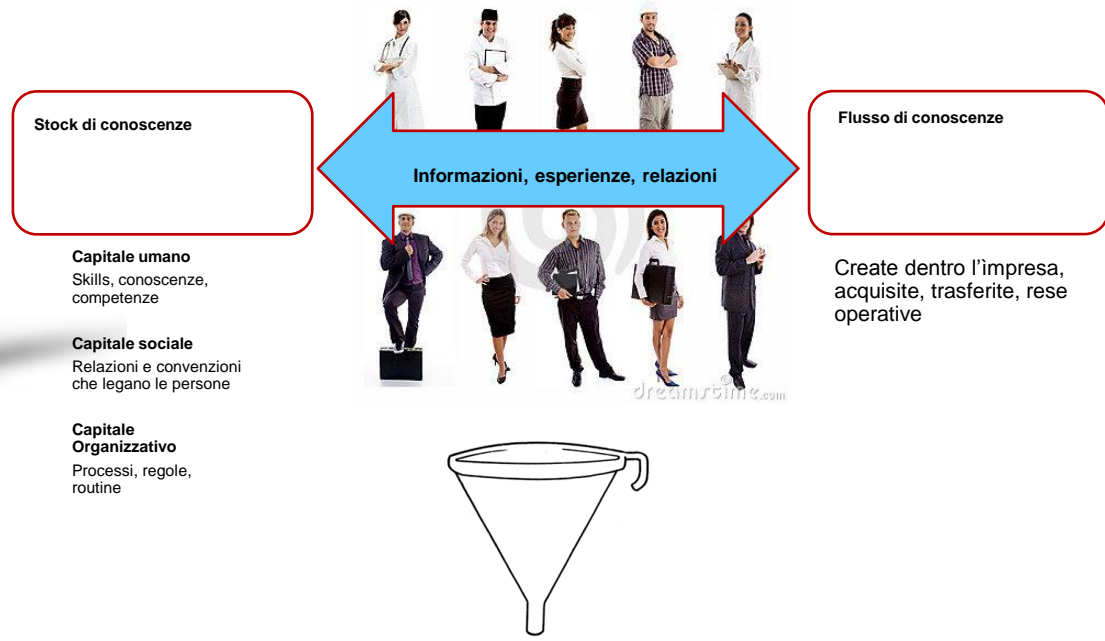 Stock di conoscenze
Flusso di conoscenze
Informazioni, esperienze, relazioni
Capitale umano
Skills, conoscenze,
competenze
Capitale sociale
Relazioni e convenzioni
che legano le persone
Capitale
Organizzativo
Processi, regole,
routine
Create dentro l’ìmpresa,
acquisite, trasferite, rese
operative
dreamstime.com